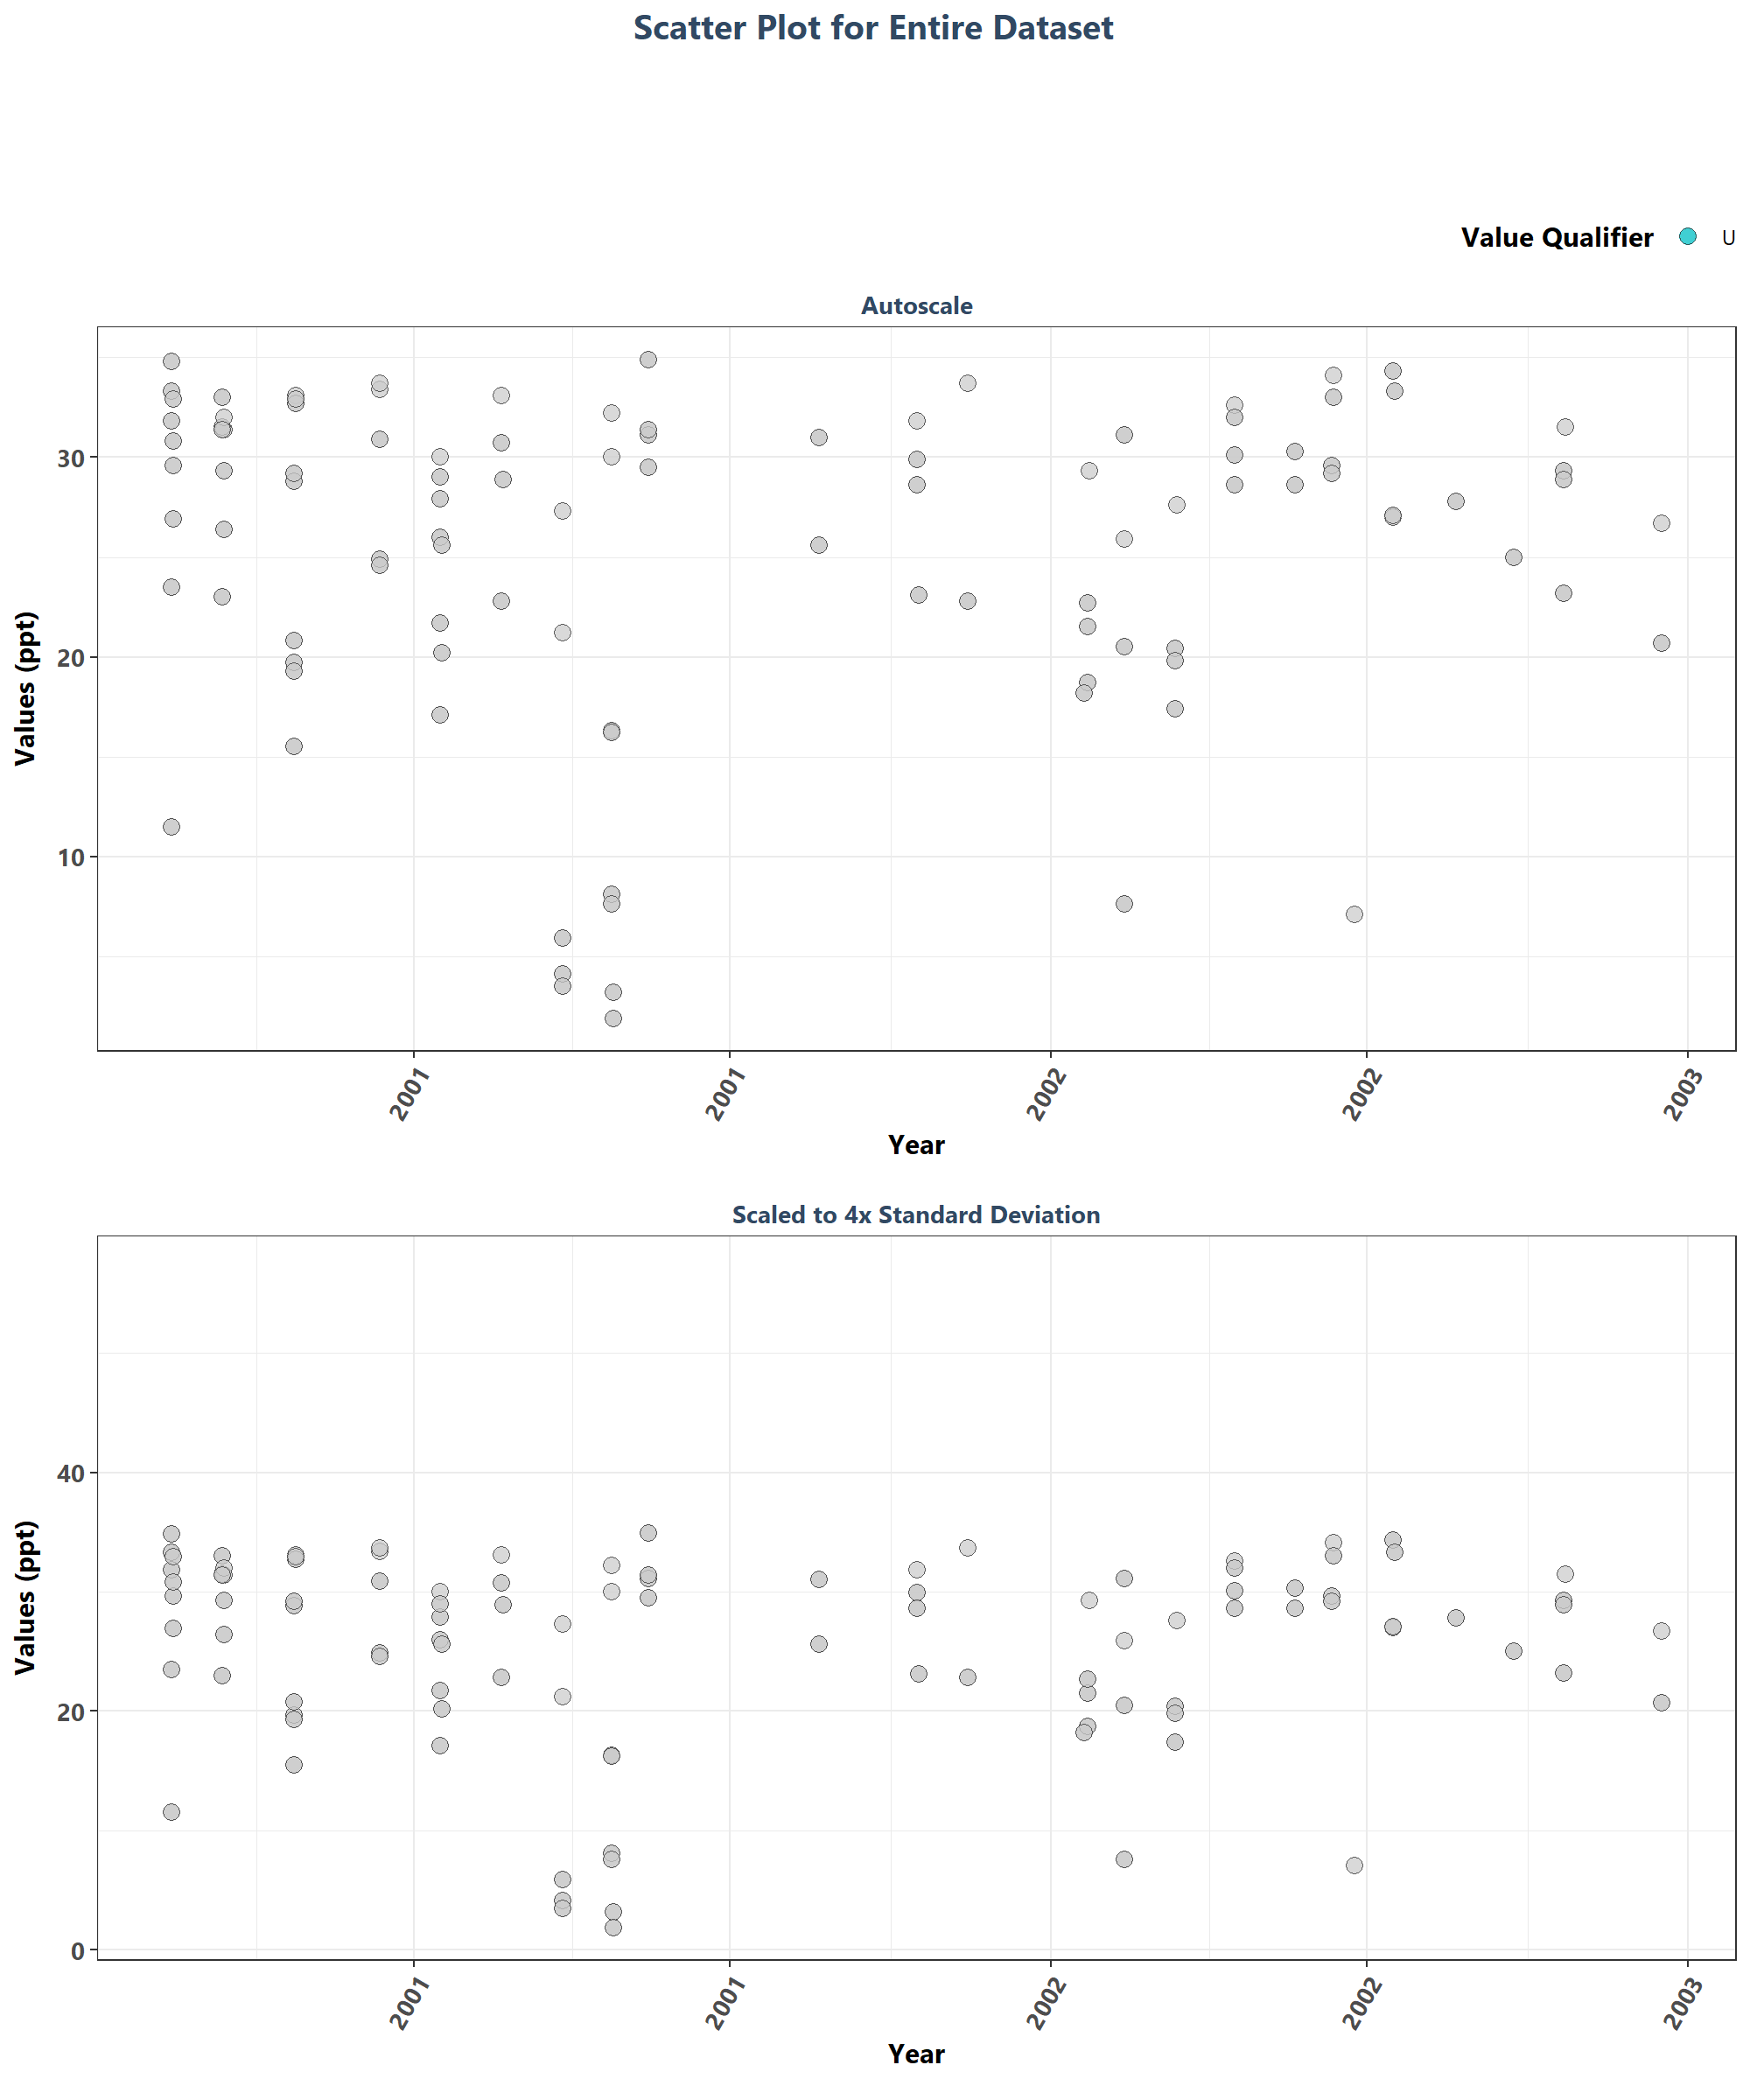 Scatter Plot for Entire Dataset
Value Qualifier U
Autoscale
Values (ppt)
30
20
10
2001 2001 2002 2002 2003
Year
Scaled to 4x Standard Deviation
Values (ppt)
40
20
0
2001 2001 2002 2002 2003
Year